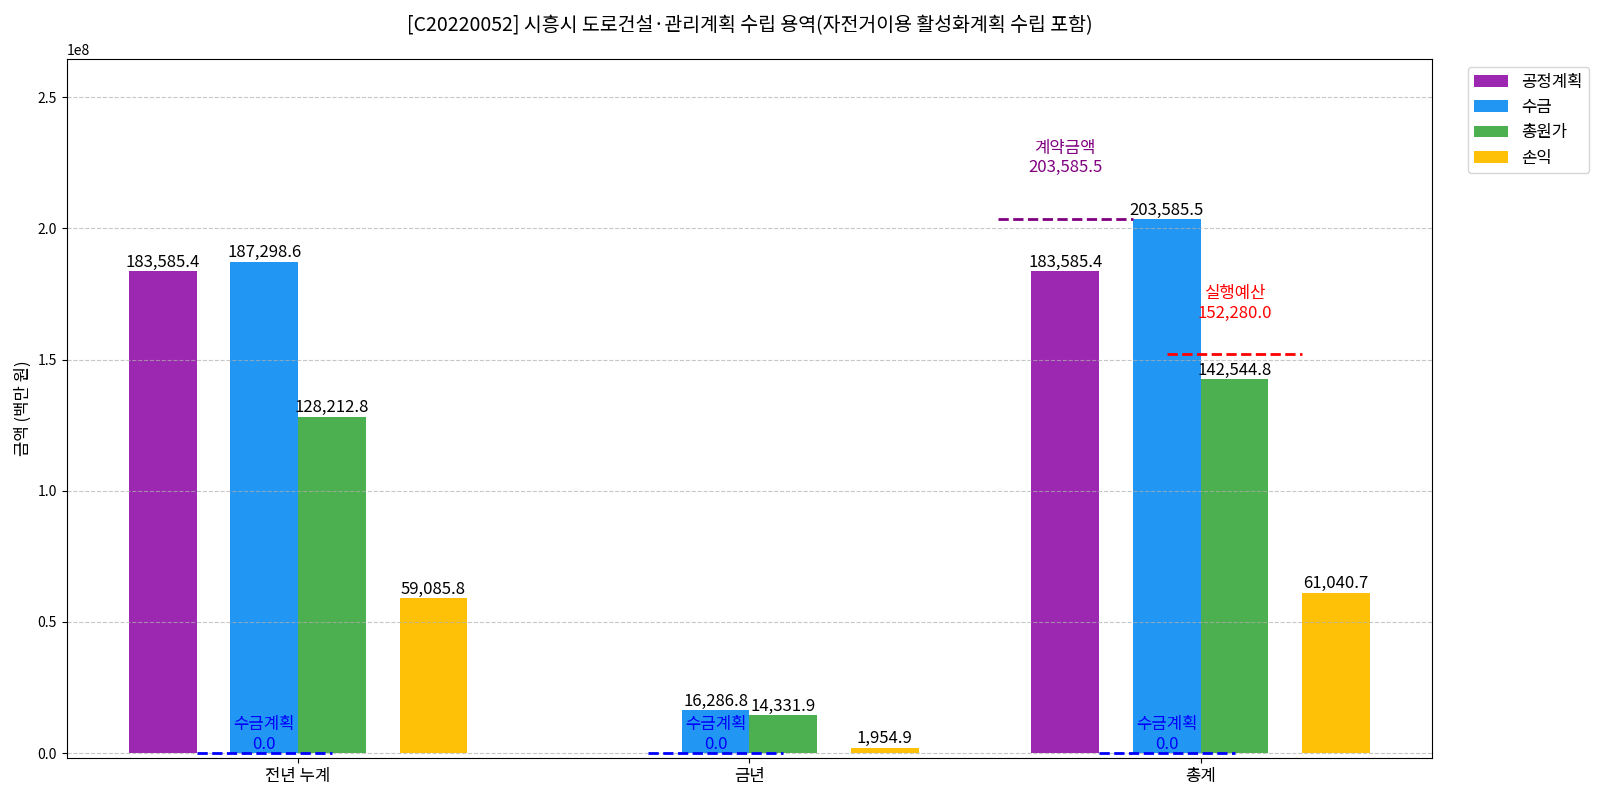 [C20220052] 시흥시 도로건설·관리계획 수립 용역(자전거이용 활성화계획 수립 포함)
1e8
금액 (백만 원)
2.5
2.0
1.5
1.0
0.5
0.0
183,585.4
187,298.6
128,212.8
59,085.8
수금계획
0.0
16,286.8
14,331.9
1,954.9
수금계획
0.0
계약금액
203,585.5
183,585.4
203,585.5
실행예산
152,280.0
142,544.8
61,040.7
수금계획
0.0
전년 누계
금년
총계
공정계획
수금
총원가
손익